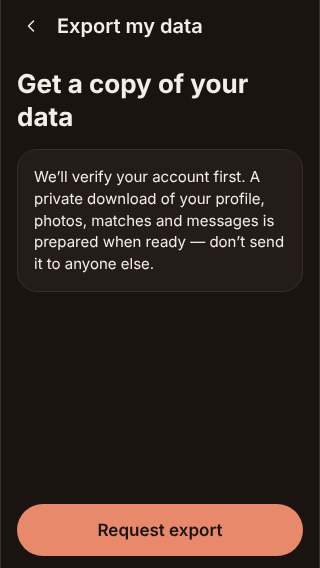 Export my data
Get a copy of your
data
We’ll verify your account first. A
private download of your profile,
photos, matches and messages is
prepared when ready — don’t send
it to anyone else.
Request export